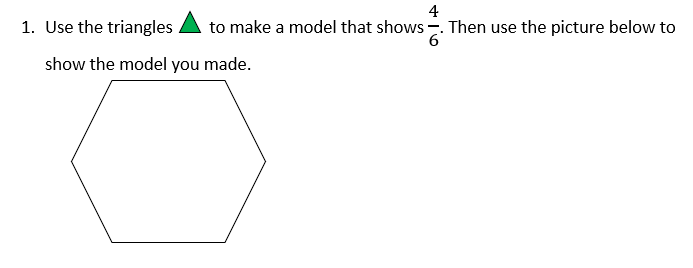 1. Use the triangles to make a model that shows 4/6. Then use the picture below to
show the model you made.